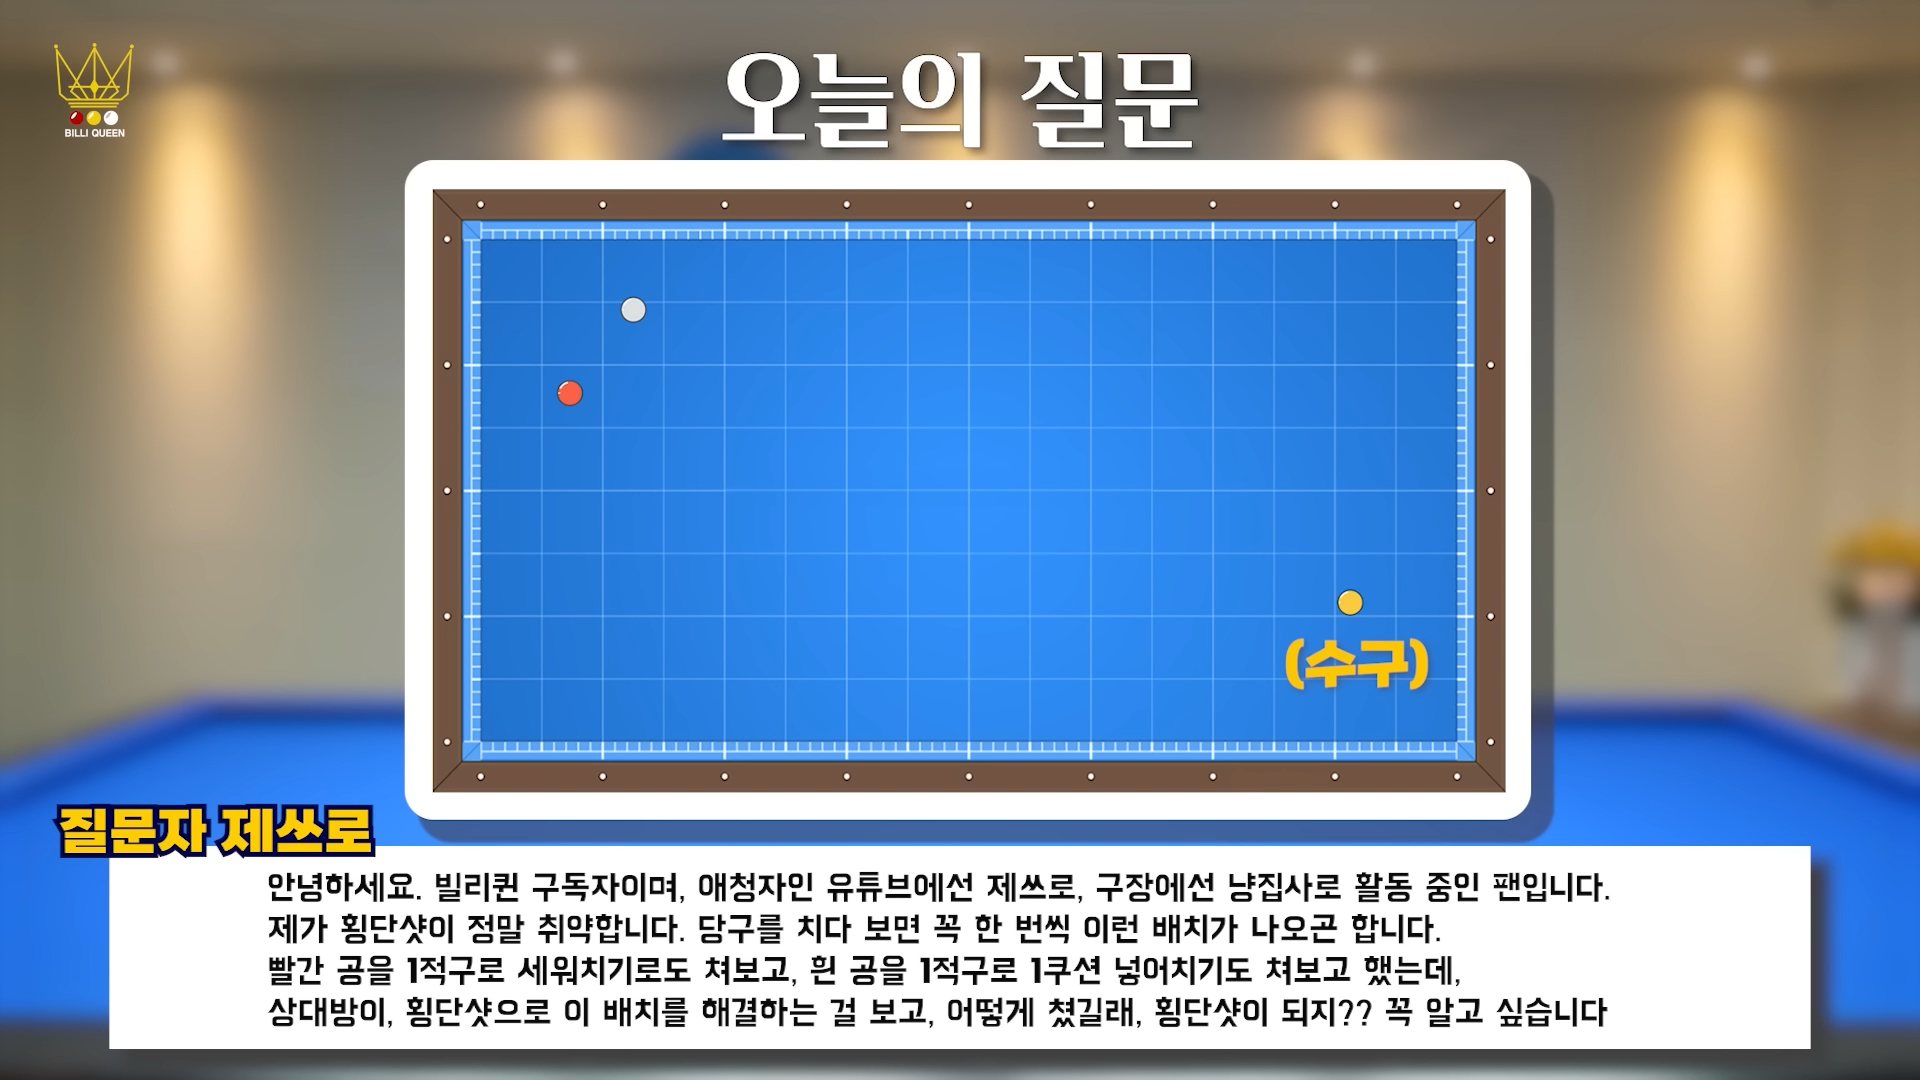 BILLI QUEEN
오늘의 질문
(수구)
질문자 제쓰로
안녕하세요. 빌리퀸 구독자이며, 애청자인 유튜브에선 제쓰로, 구장에선 냥집사로 활동 중인 팬입니다.
제가 횡단샷이 정말 취약합니다. 당구를 치다 보면 꼭 한 번씩 이런 배치가 나오곤 합니다.
빨간 공을 1적구로 세워치기로도 쳐보고, 흰 공을 1적구로 1쿠션 넣어치기도 쳐보고 했는데,
상대방이, 횡단샷으로 이 배치를 해결하는 걸 보고, 어떻게 쳤길래, 횡단샷이 되지?? 꼭 알고 싶습니다